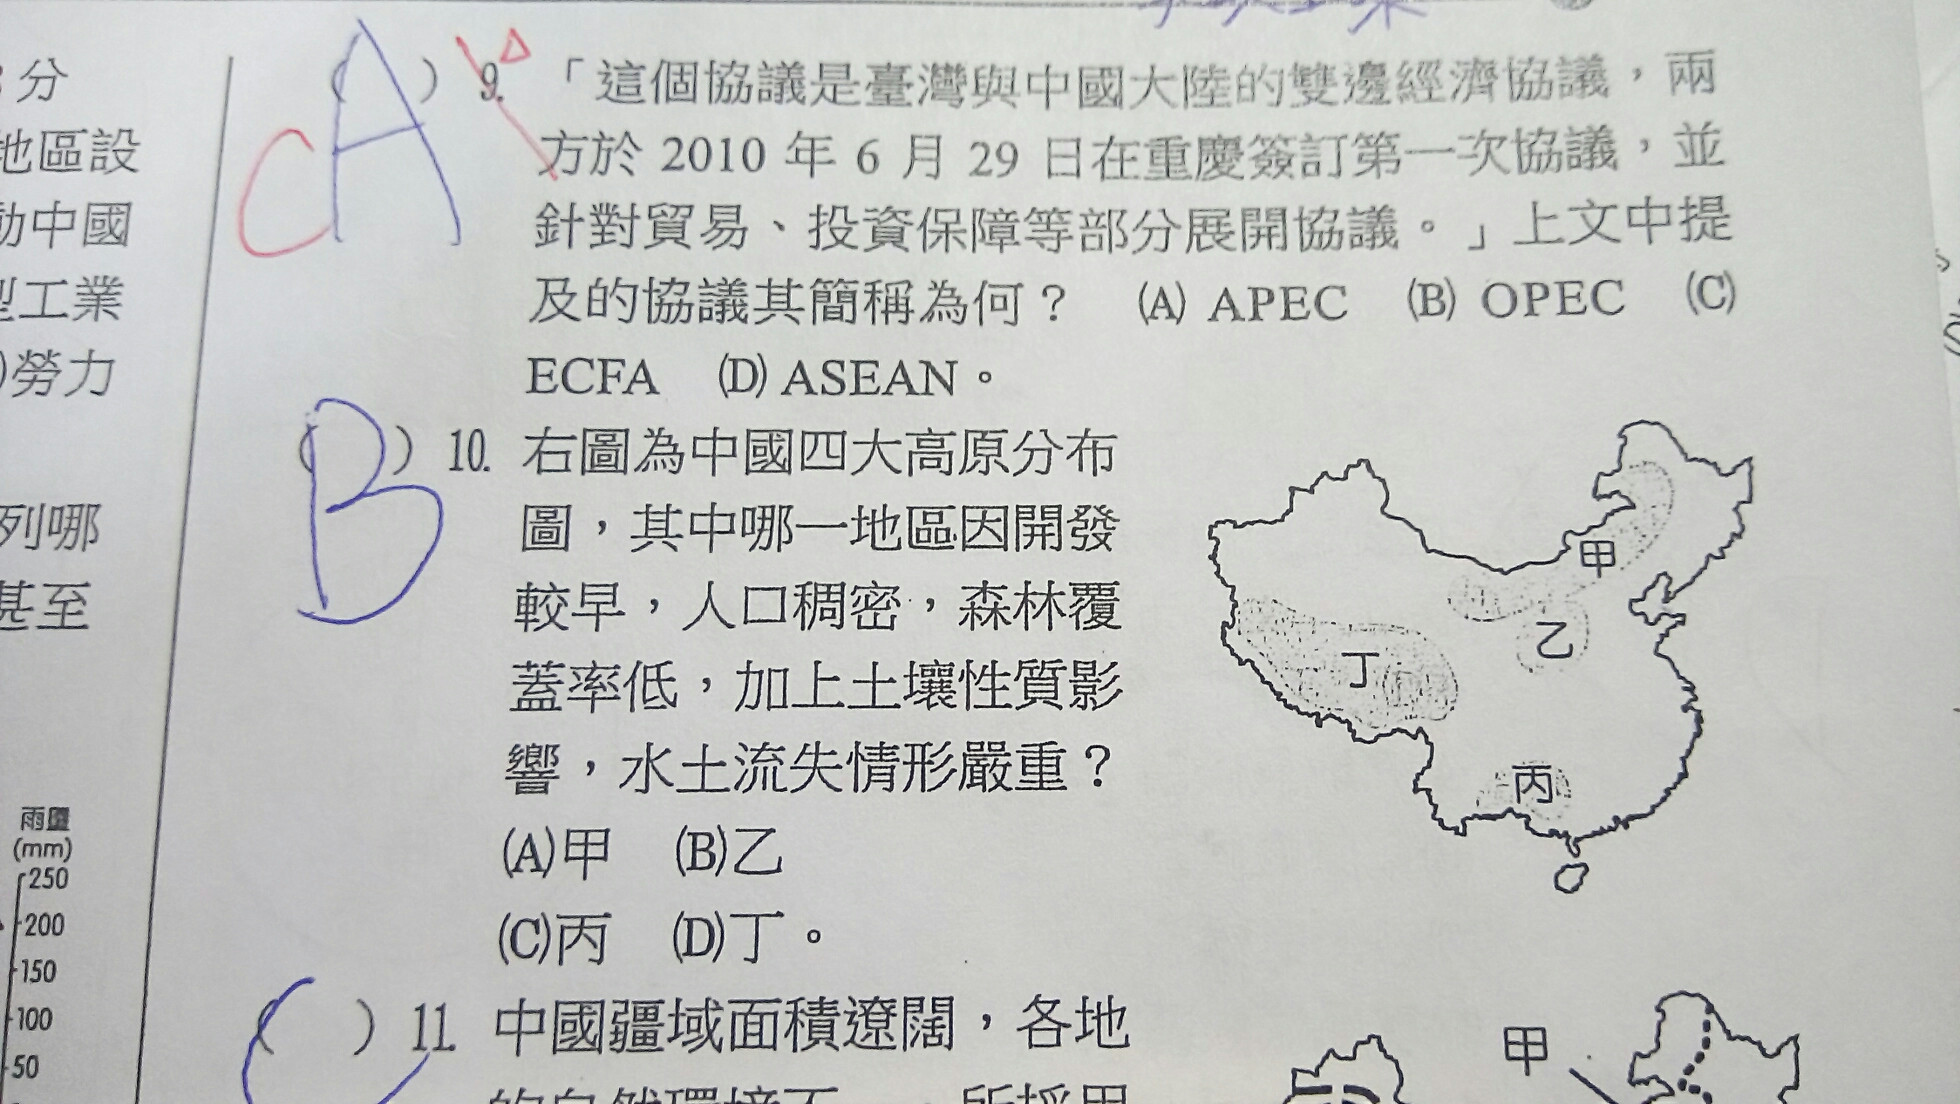 分
地區設
動中國
型工業
)勞力
列哪
甚至
雨量
(mm)
250
200
150
100
50
C
A
( ) 9. 「這個協議是臺灣與中國大陸的雙邊經濟協議，兩
方於 2010 年 6 月 29 日在重慶簽訂第一次協議，並
針對貿易、投資保障等部分展開協議。」上文中提
及的協議其簡稱為何？ (A) APEC (B) OPEC (C)
ECFA (D) ASEAN。
B
( ) 10. 右圖為中國四大高原分布
圖，其中哪一地區因開發
較早，人口稠密，森林覆
蓋率低，加上土壤性質影
響，水土流失情形嚴重？
(A)甲 (B)乙
(C)丙 (D)丁。
甲
乙
丁
丙
( ) 11. 中國疆域面積遼闊，各地
甲